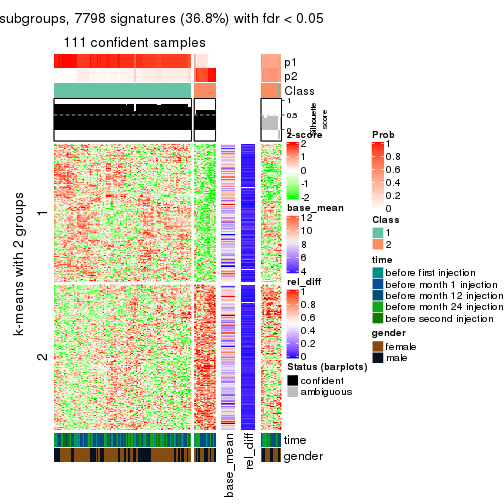 subgroups, 7798 signatures (36.8%) with fdr < 0.05
111 confident samples
p1
p2
Class
1
0.5
0
Silhouette
score
k-means with 2 groups
1
2
z-score
2
1
0
-1
-2
base_mean
12
10
8
6
4
rel_diff
1
0.8
0.6
0.4
0.2
0
Status (barplots)
confident
ambiguous
Prob
1
0.8
0.6
0.4
0.2
0
Class
1
2
time
before first injection
before month 1 injection
before month 12 injection
before month 24 injection
before second injection
gender
female
male
time
gender
base_mean
rel_diff